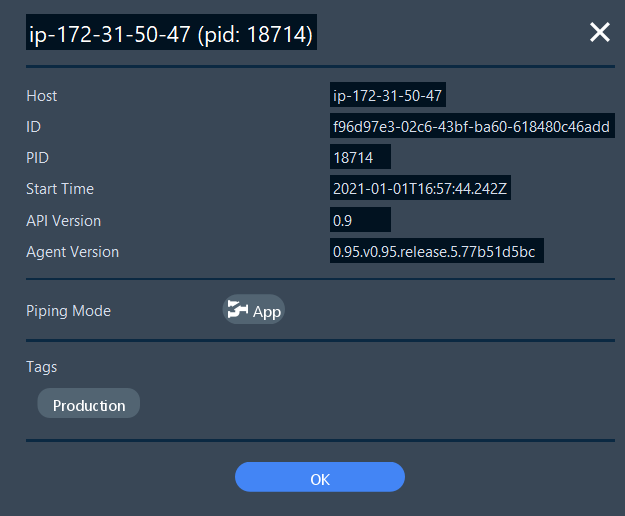 ip-172-31-50-47 (pid: 18714)
Host ip-172-31-50-47
ID f96d97e3-02c6-43bf-ba60-618480c46add
PID 18714
Start Time 2021-01-01T16:57:44.242Z
API Version 0.9
Agent Version 0.95.v0.95.release.5.77b51d5bc
Piping Mode App
Tags
Production
OK